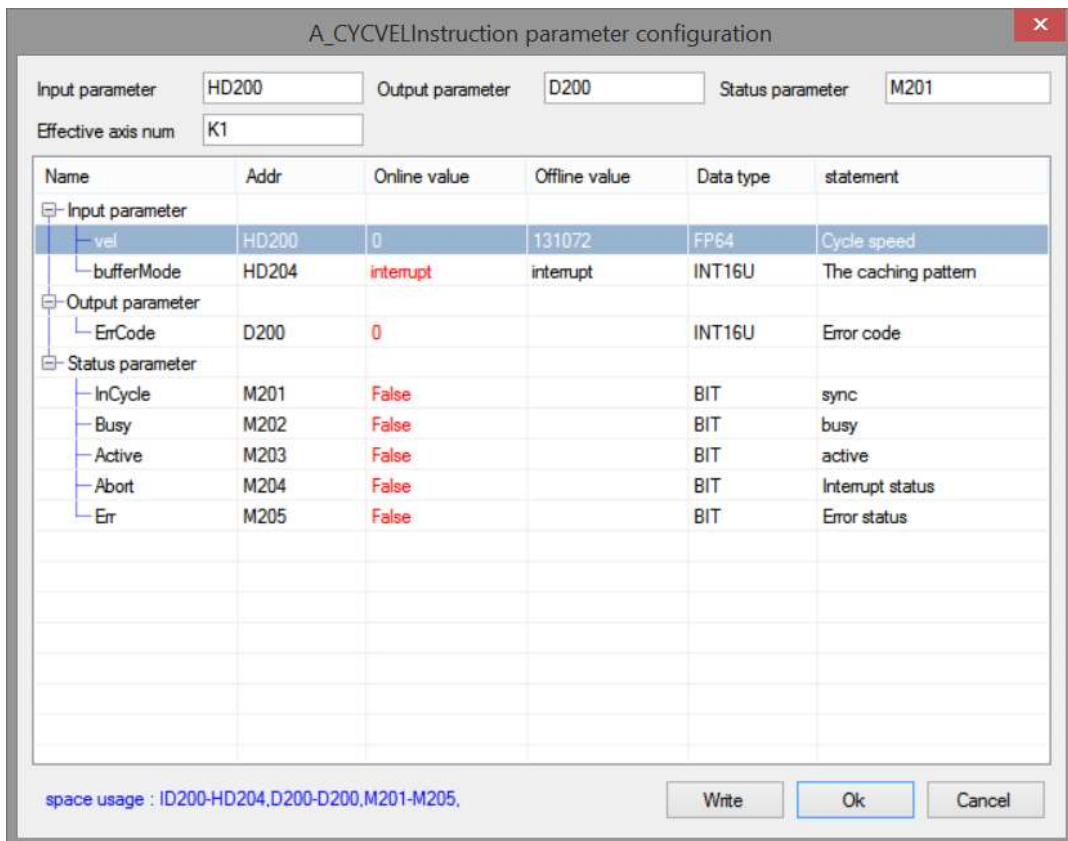 A_CYCVELInstruction parameter configuration
Input parameter HD200 Output parameter D200 Status parameter M201
Effective axis num K1
Name Addr Online value Offline value Data type statement
Input parameter
vel HD200 0 131072 FP64 Cycle speed
bufferMode HD204 interrupt interrupt INT16U The caching pattern
Output parameter
ErrCode D200 0 INT16U Error code
Status parameter
InCycle M201 False BIT sync
Busy M202 False BIT busy
Active M203 False BIT active
Abort M204 False BIT Interrupt status
Err M205 False BIT Error status
space usage : ID200-HD204,D200-D200,M201-M205, Write Ok Cancel